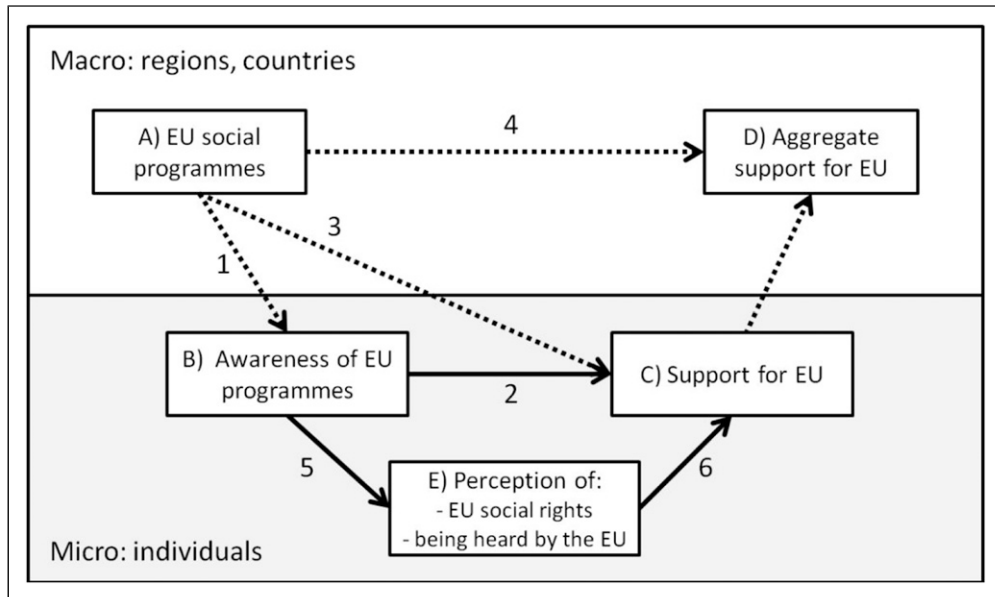 Macro: regions, countries
A) EU social
programmes
4
D) Aggregate
support for EU
3
1
B) Awareness of EU
programmes
2
C) Support for EU
5
6
E) Perception of:
- EU social rights
- being heard by the EU
Micro: individuals